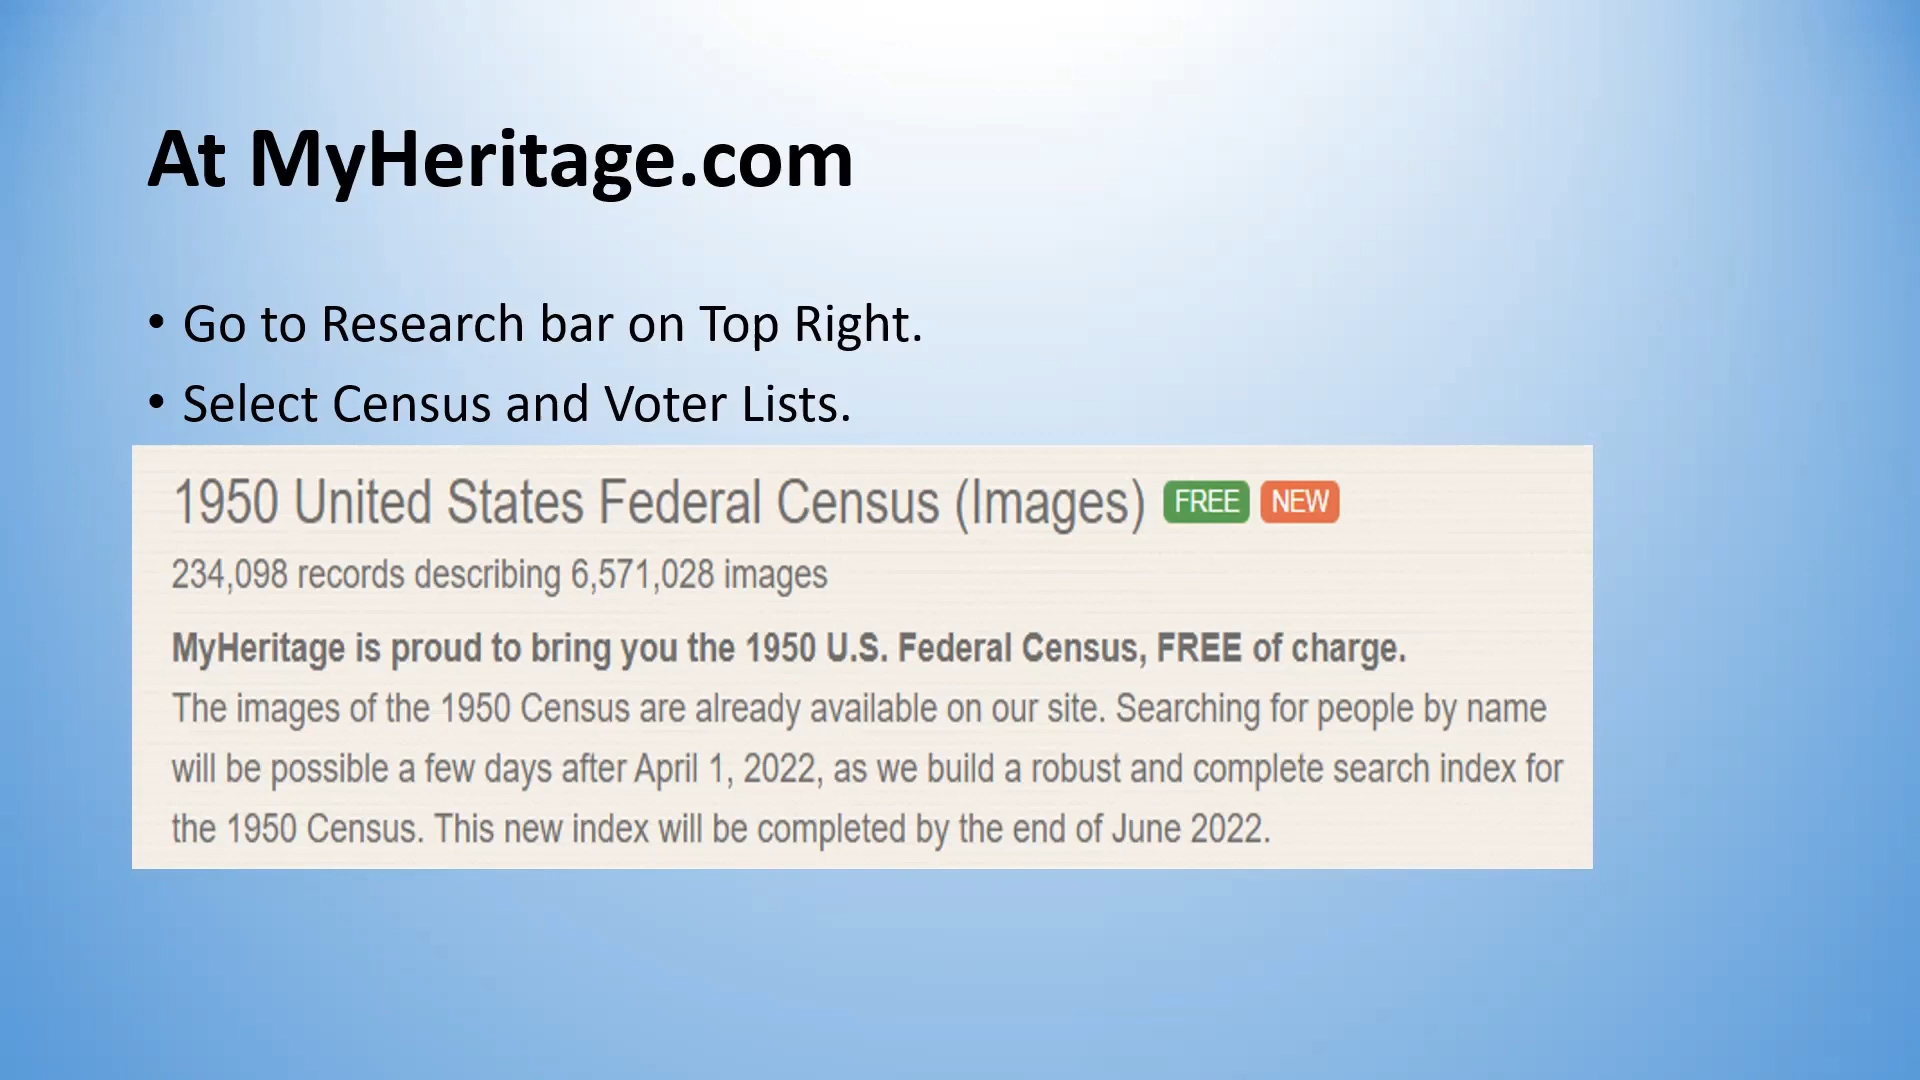 At MyHeritage.com
• Go to Research bar on Top Right.
• Select Census and Voter Lists.
1950 United States Federal Census (Images) FREE NEW
234,098 records describing 6,571,028 images
MyHeritage is proud to bring you the 1950 U.S. Federal Census, FREE of charge.
The images of the 1950 Census are already available on our site. Searching for people by name
will be possible a few days after April 1, 2022, as we build a robust and complete search index for
the 1950 Census. This new index will be completed by the end of June 2022.